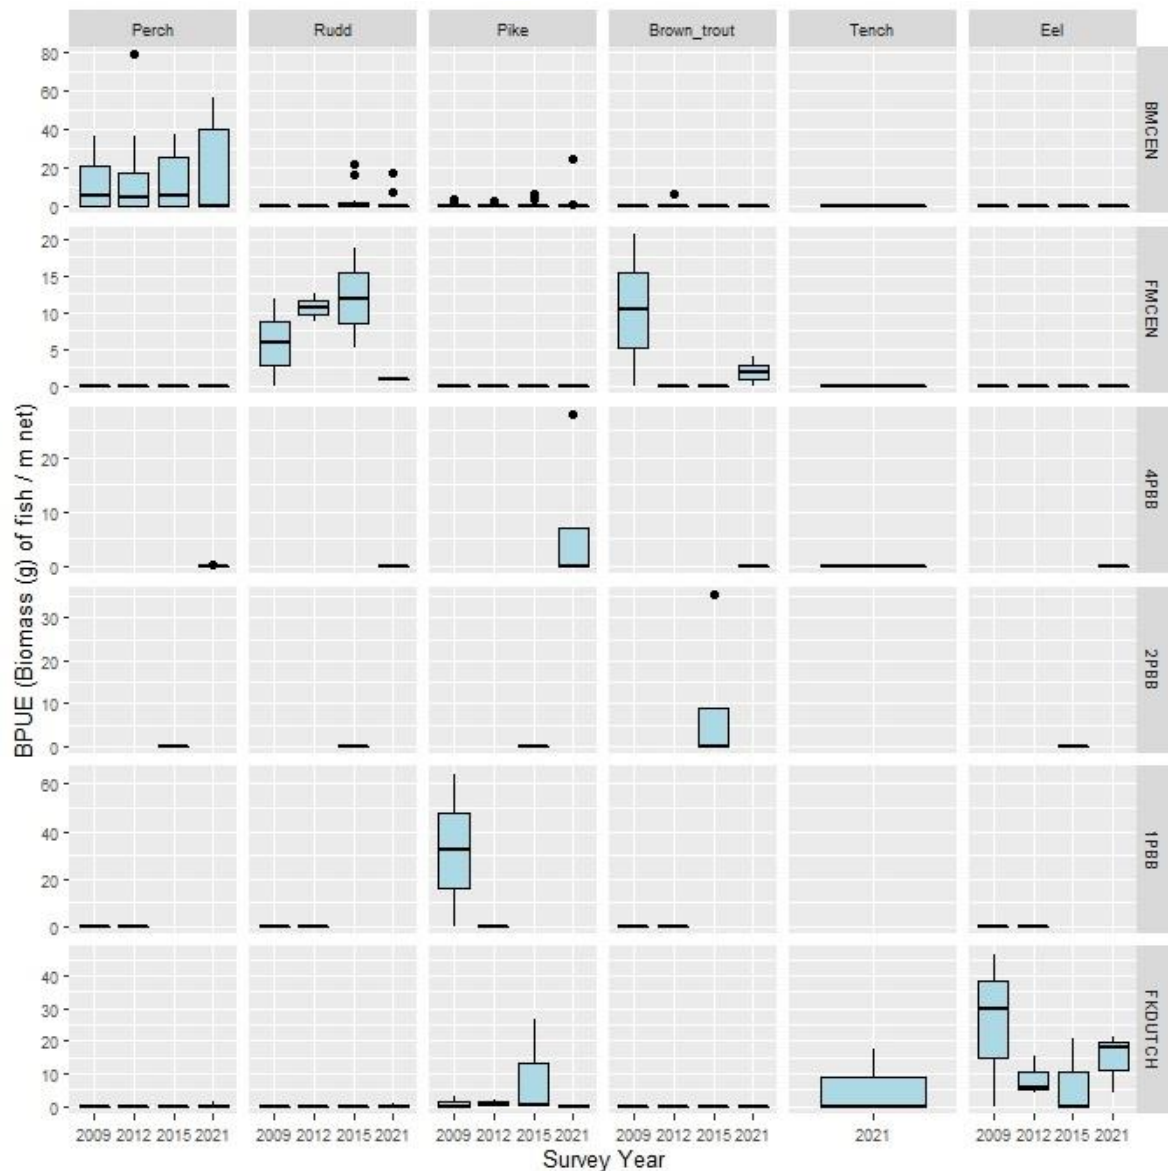 Perch Rudd Pike Brown_trout Tench Eel
80
60
40
20
0
BMCEN
20
15
10
5
0
FMCEN
20
10
0
4PBB
30
20
10
0
2PBB
60
40
20
0
1PBB
40
30
20
10
0
FKDUTCH
BPUE (Biomass (g) of fish / m net)
2009 2012 2015 2021 2009 2012 2015 2021 2009 2012 2015 2021 2009 2012 2015 2021 2021 2009 2012 2015 2021
Survey Year